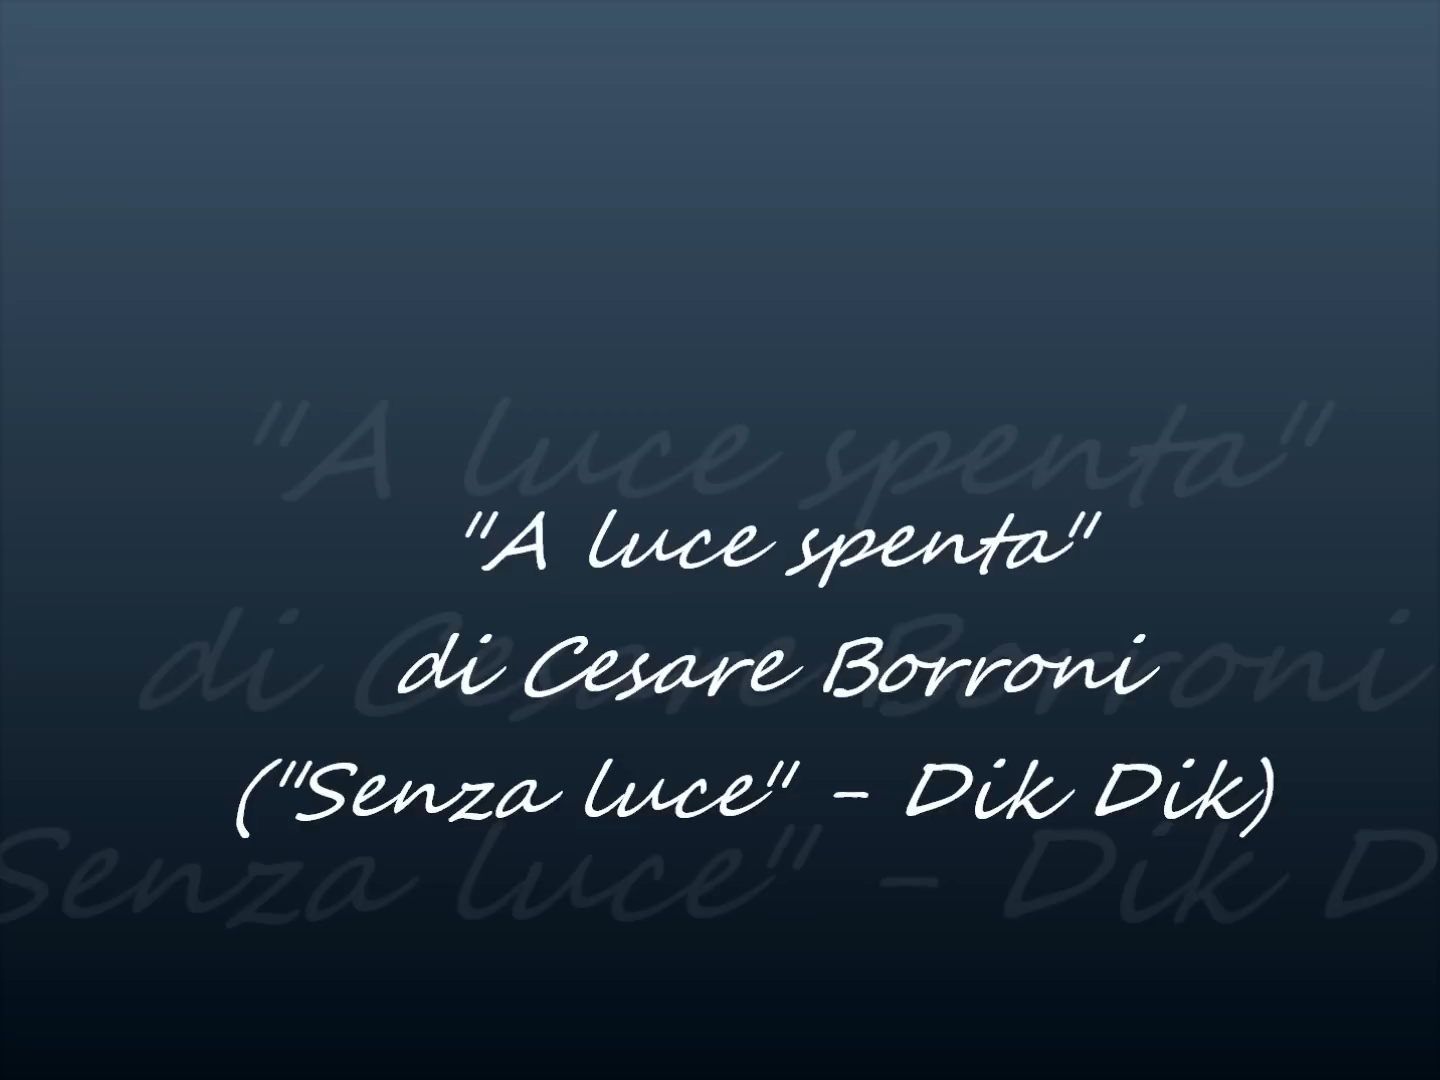 "A luce spenta"
di Cesare Borroni
("Senza luce" - Dik Dik)